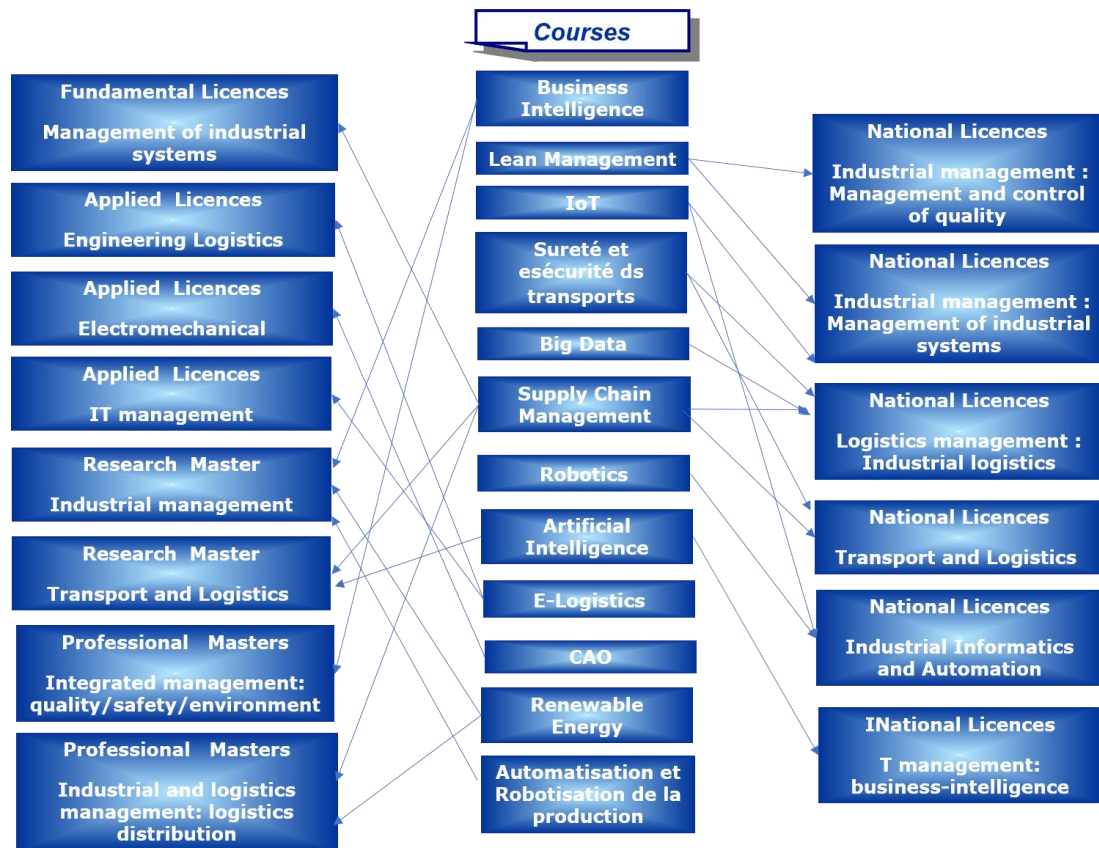 Courses
Fundamental Licences
Management of industrial
systems
Applied Licences
Engineering Logistics
Applied Licences
Electromechanical
Applied Licences
IT management
Research Master
Industrial management
Research Master
Transport and Logistics
Professional Masters
Integrated management:
quality/safety/environment
Professional Masters
Industrial and logistics
management: logistics
distribution
Business
Intelligence
Lean Management
IoT
Sureté et
esécurité ds
transports
Big Data
Supply Chain
Management
Robotics
Artificial
Intelligence
E-Logistics
CAO
Renewable
Energy
Automatisation et
Robotisation de la
production
National Licences
Industrial management :
Management and control
of quality
National Licences
Industrial management :
Management of industrial
systems
National Licences
Logistics management :
Industrial logistics
National Licences
Transport and Logistics
National Licences
Industrial Informatics
and Automation
INational Licences
T management:
business-intelligence